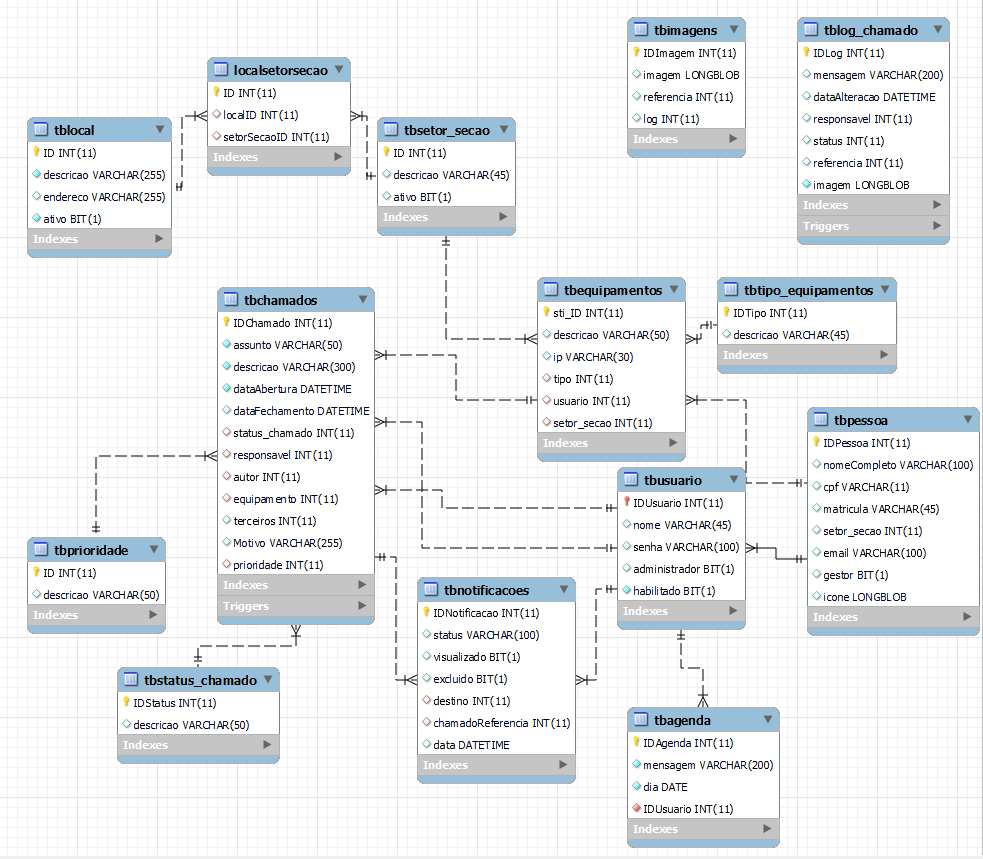 tbimagens
IDImagem INT(11)
imagem LONGBLOB
referencia INT(11)
log INT(11)
Indexes
tblog_chamado
IDLog INT(11)
mensagem VARCHAR(200)
dataAlteracao DATETIME
responsavel INT(11)
status INT(11)
referencia INT(11)
imagem LONGBLOB
Indexes
Triggers
localsetorsecao
ID INT(11)
localID INT(11)
setorSecaoID INT(11)
Indexes
tblocal
ID INT(11)
descricao VARCHAR(255)
endereco VARCHAR(255)
ativo BIT(1)
Indexes
tbsetor_secao
ID INT(11)
descricao VARCHAR(45)
ativo BIT(1)
Indexes
tbchamados
IDChamado INT(11)
assunto VARCHAR(50)
descricao VARCHAR(300)
dataAbertura DATETIME
dataFechamento DATETIME
status_chamado INT(11)
responsavel INT(11)
autor INT(11)
equipamento INT(11)
terceiros INT(11)
Motivo VARCHAR(255)
prioridade INT(11)
Indexes
Triggers
tbequipamentos
sti_ID INT(11)
descricao VARCHAR(50)
ip VARCHAR(30)
tipo INT(11)
usuario INT(11)
setor_secao INT(11)
Indexes
tbtipo_equipamentos
IDTipo INT(11)
descricao VARCHAR(45)
Indexes
tbpessoa
IDPessoa INT(11)
nomeCompleto VARCHAR(100)
cpf VARCHAR(11)
matricula VARCHAR(45)
setor_secao INT(11)
email VARCHAR(100)
gestor BIT(1)
icone LONGBLOB
Indexes
tbusuario
IDUsuario INT(11)
nome VARCHAR(45)
senha VARCHAR(100)
administrador BIT(1)
habilitado BIT(1)
Indexes
tbprioridade
ID INT(11)
descricao VARCHAR(50)
Indexes
tbnotificacoes
IDNotificacao INT(11)
status VARCHAR(100)
visualizado BIT(1)
excluido BIT(1)
destino INT(11)
chamadoReferencia INT(11)
data DATETIME
Indexes
tbstatus_chamado
IDStatus INT(11)
descricao VARCHAR(50)
Indexes
tbagenda
IDAgenda INT(11)
mensagem VARCHAR(200)
dia DATE
IDUsuario INT(11)
Indexes